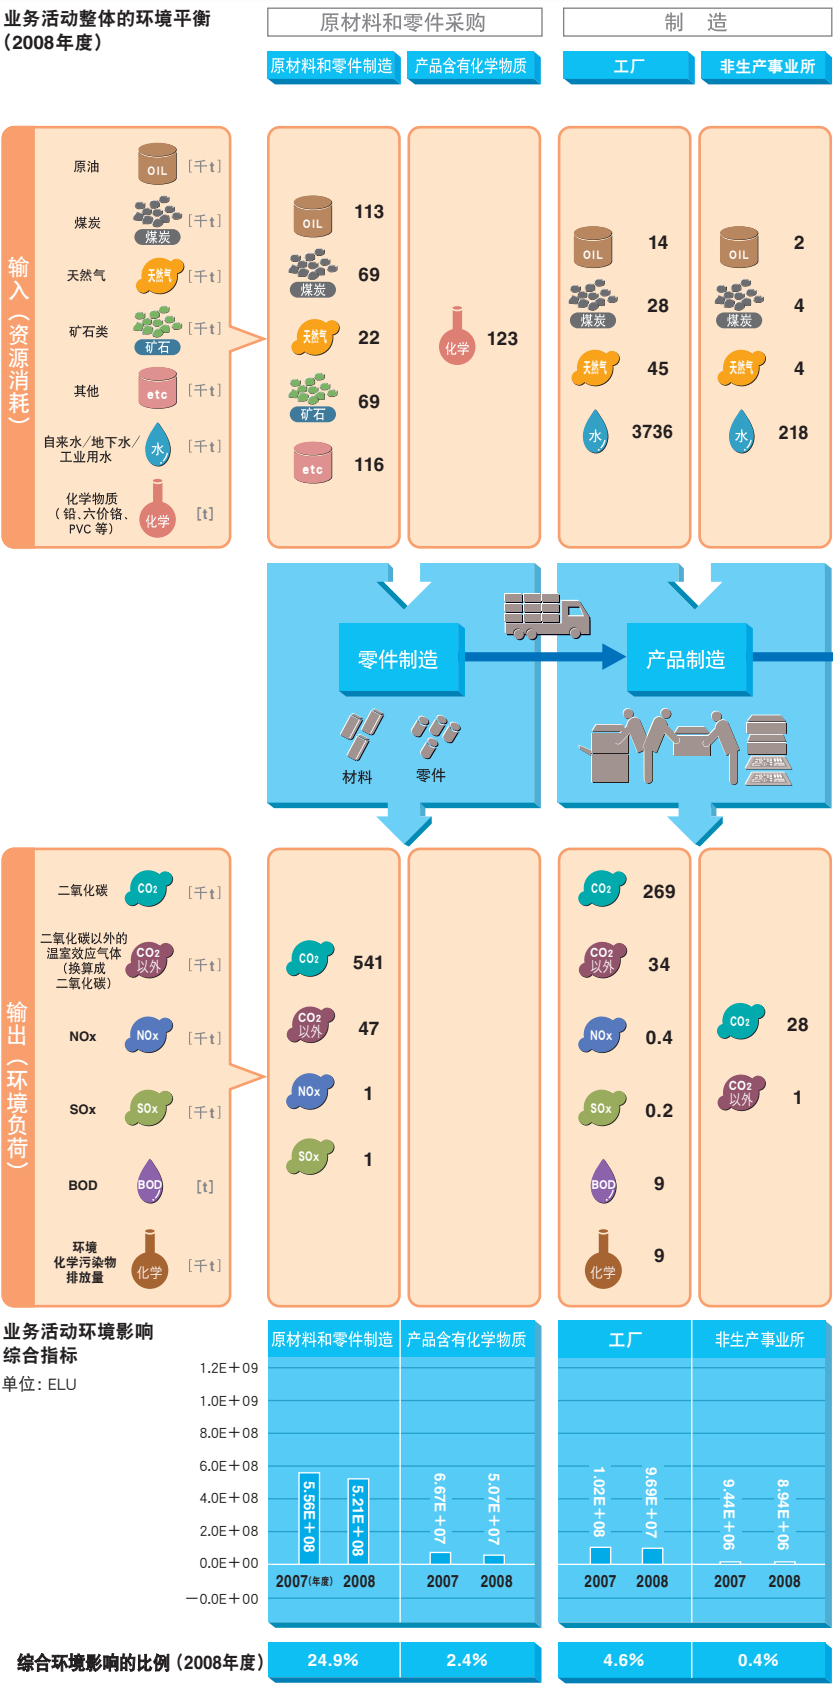 业务活动整体的环境平衡
（2008年度）
原材料和零件采购
制 造
原材料和零件制造
产品含有化学物质
工厂
非生产事业所
输入（资源消耗）
原油
OIL
[千t]
煤炭
煤炭
[千t]
天然气
天然气
[千t]
矿石类
矿石
[千t]
其他
etc
[千t]
自来水/地下水/
工业用水
水
[千t]
化学物质
（铅、六价铬、
PVC 等）
化学
[t]
OIL
113
煤炭
69
天然气
22
矿石
69
etc
116
化学
123
OIL
14
煤炭
28
天然气
45
水
3736
OIL
2
煤炭
4
天然气
4
水
218
零件制造
材料
零件
产品制造
输出（环境负荷）
二氧化碳
CO2
[千t]
二氧化碳以外的
温室效应气体
（换算成
二氧化碳）
CO2
以外
[千t]
NOx
NOx
[千t]
SOx
SOx
[千t]
BOD
BOD
[t]
环境
化学污染物
排放量
化学
[千t]
CO2
541
CO2
以外
47
NOx
1
SOx
1
CO2
269
CO2
以外
34
NOx
0.4
SOx
0.2
BOD
9
化学
9
CO2
28
CO2
以外
1
业务活动环境影响
综合指标
单位：ELU
原材料和零件制造
产品含有化学物质
工厂
非生产事业所
1.2E＋09
1.0E＋09
8.0E＋08
6.0E＋08
4.0E＋08
2.0E＋08
0.0E＋00
－0.0E＋00
5.56E＋08
5.21E＋08
6.67E＋07
5.07E＋07
1.02E＋08
9.69E＋07
9.44E＋06
8.94E＋06
2007(年度)
2008
2007
2008
2007
2008
2007
2008
综合环境影响的比例（2008年度）
24.9%
2.4%
4.6%
0.4%